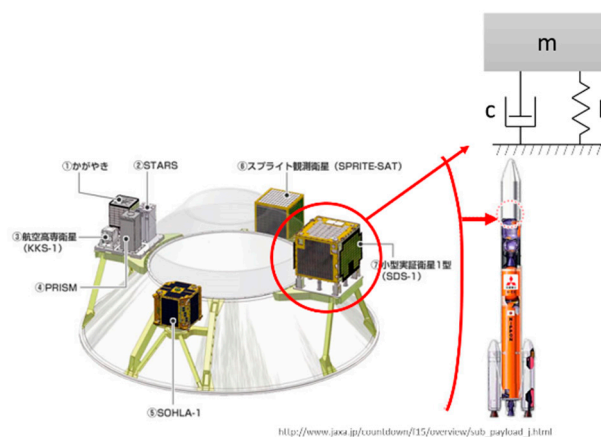 m
c
①かがやき
②STARS
⑥スプライト観測衛星(SPRITE-SAT)
③航空高専衛星
(KKS-1)
④PRISM
⑦小型実証衛星1型
(SDS-1)
⑤SOHLA-1
NIPPON
http://www.jaxa.jp/countdown/f15/overview/sub_payload_j.html